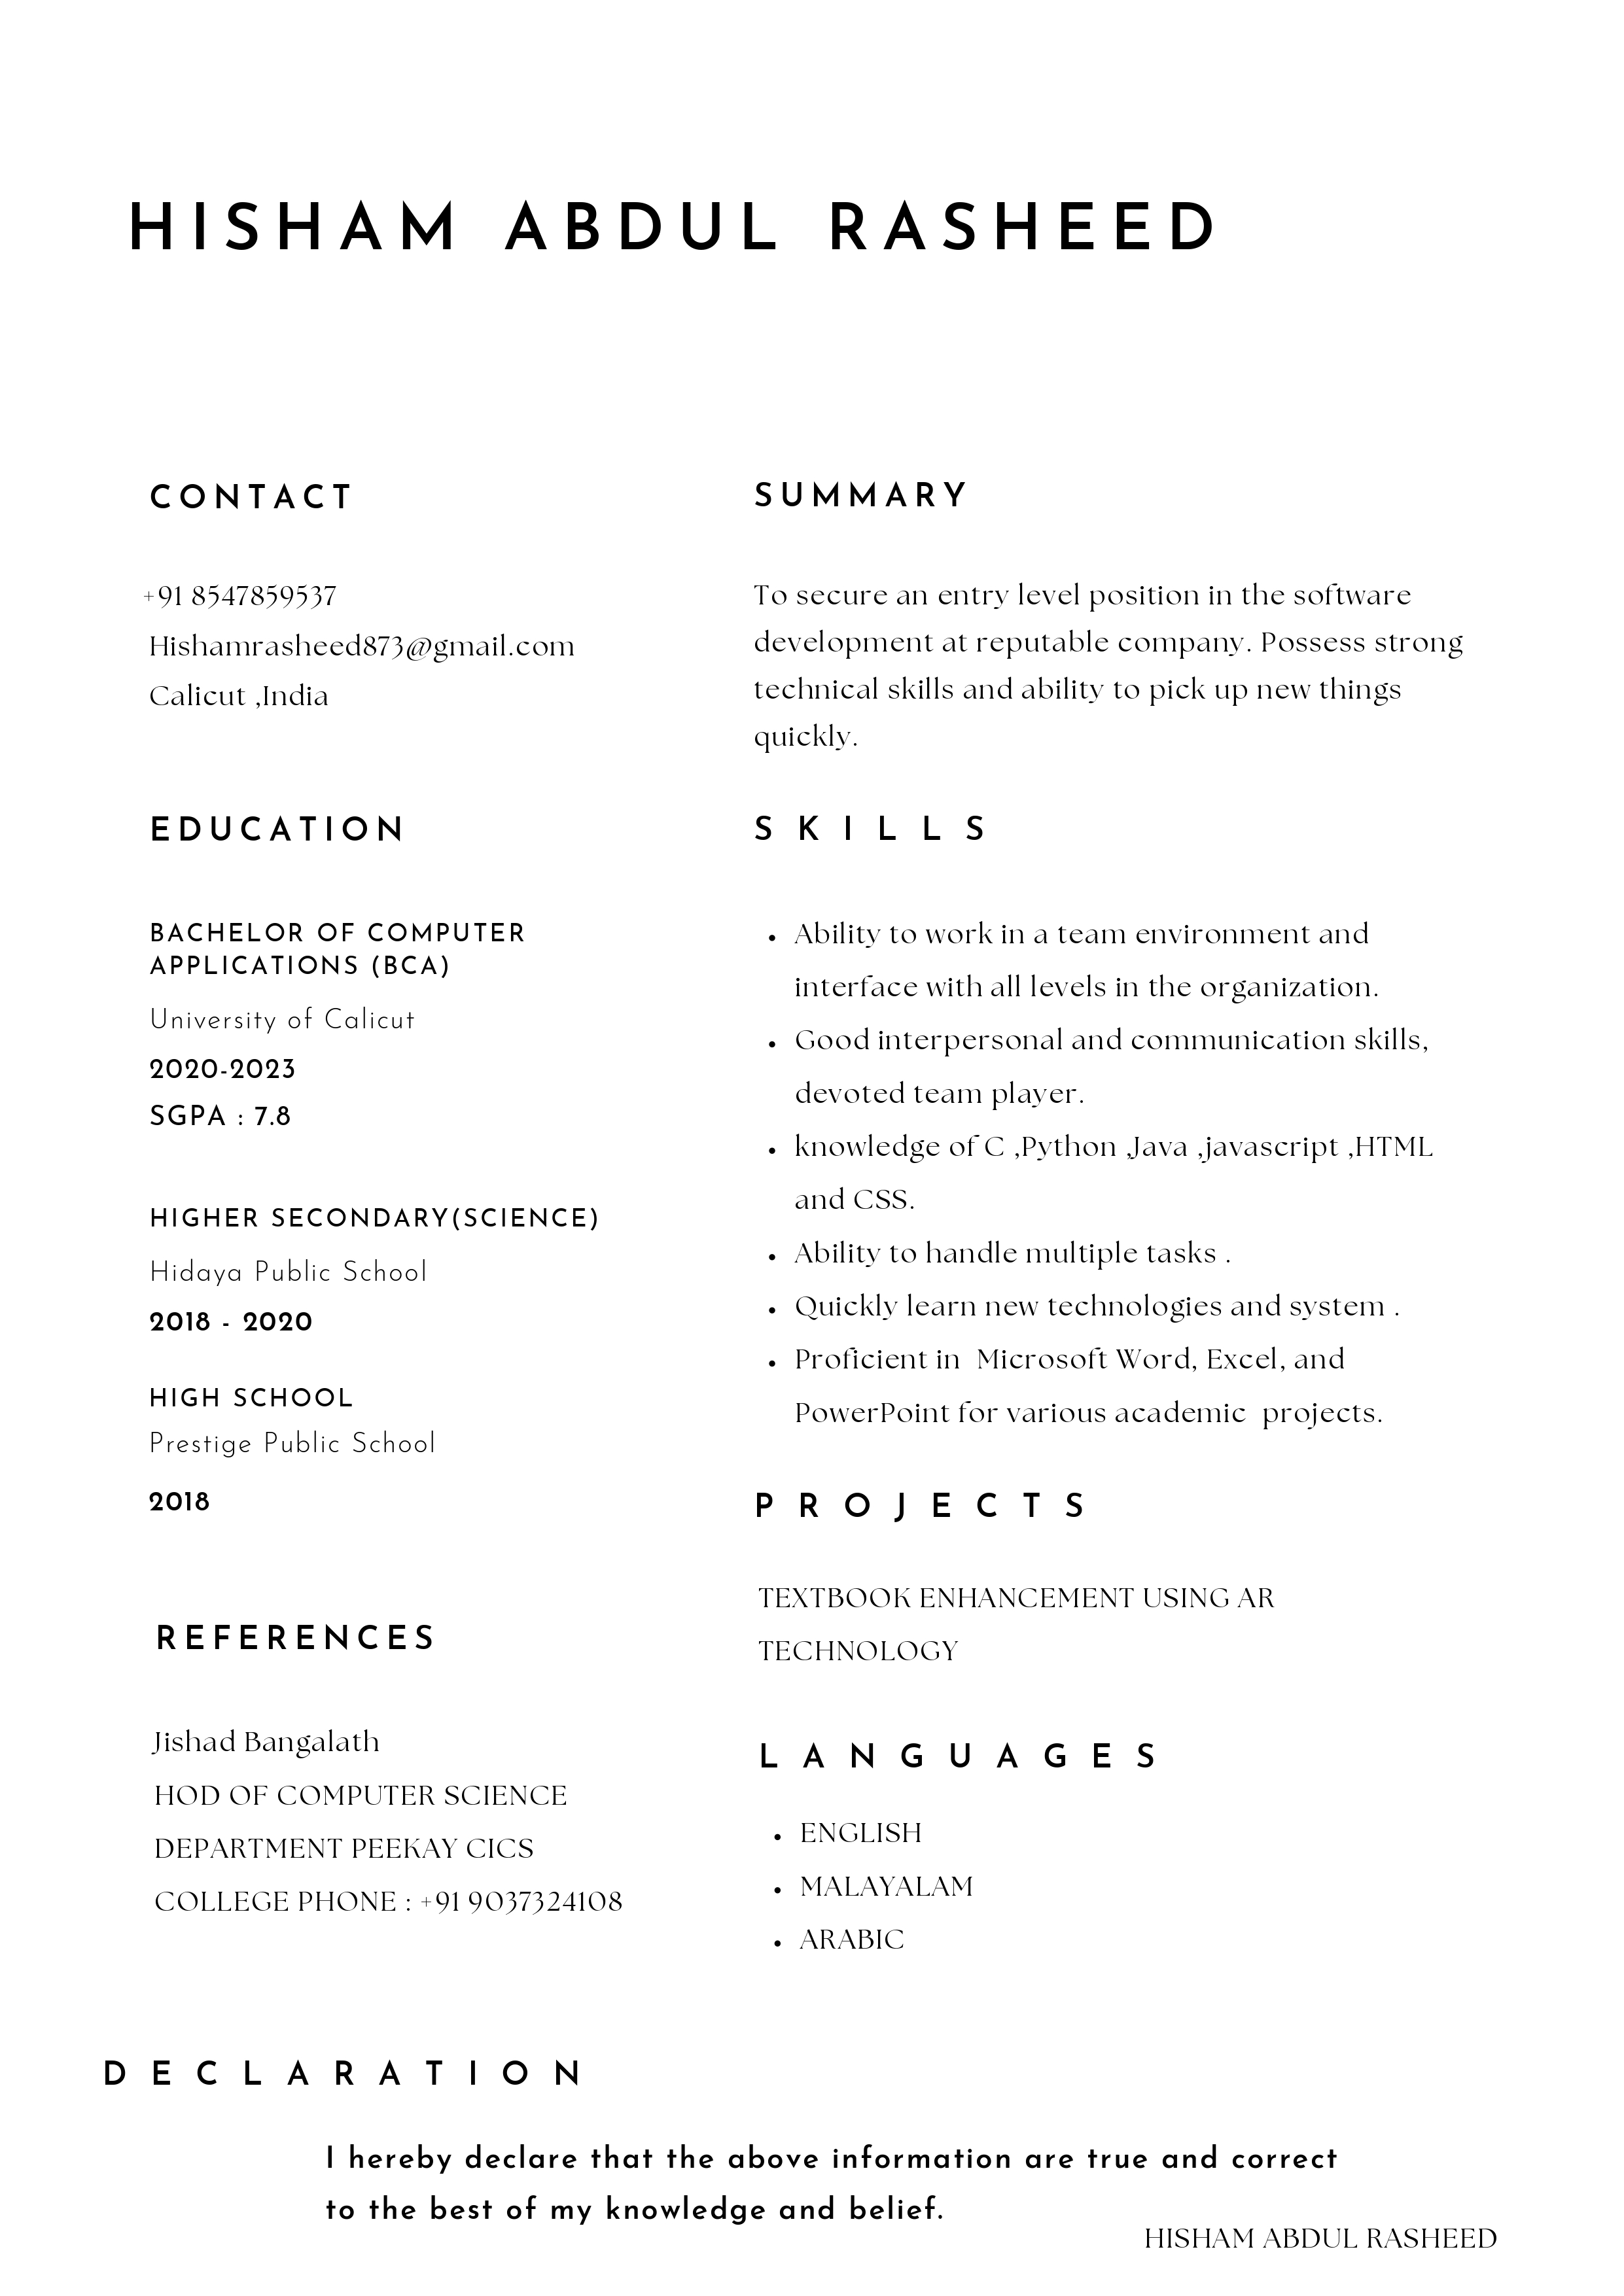 HISHAM ABDUL RASHEED
CONTACT
+91 8547859537
Hishamrasheed873@gmail.com
Calicut ,India
EDUCATION
BACHELOR OF COMPUTER
APPLICATIONS (BCA)
University of Calicut
2020-2023
SGPA : 7.8
HIGHER SECONDARY(SCIENCE)
Hidaya Public School
2018 - 2020
HIGH SCHOOL
Prestige Public School
2018
REFERENCES
Jishad Bangalath
HOD OF COMPUTER SCIENCE
DEPARTMENT PEEKAY CICS
COLLEGE PHONE : +91 9037324108
SUMMARY
To secure an entry level position in the software
development at reputable company. Possess strong
technical skills and ability to pick up new things
quickly.
SKILLS
• Ability to work in a team environment and
interface with all levels in the organization.
• Good interpersonal and communication skills,
devoted team player.
• knowledge of C ,Python ,Java ,javascript ,HTML
and CSS.
• Ability to handle multiple tasks .
• Quickly learn new technologies and system .
• Proficient in  Microsoft Word, Excel, and
PowerPoint for various academic  projects.
PROJECTS
TEXTBOOK ENHANCEMENT USING AR
TECHNOLOGY
LANGUAGES
• ENGLISH
• MALAYALAM
• ARABIC
DECLARATION
I hereby declare that the above information are true and correct
to the best of my knowledge and belief.
HISHAM ABDUL RASHEED